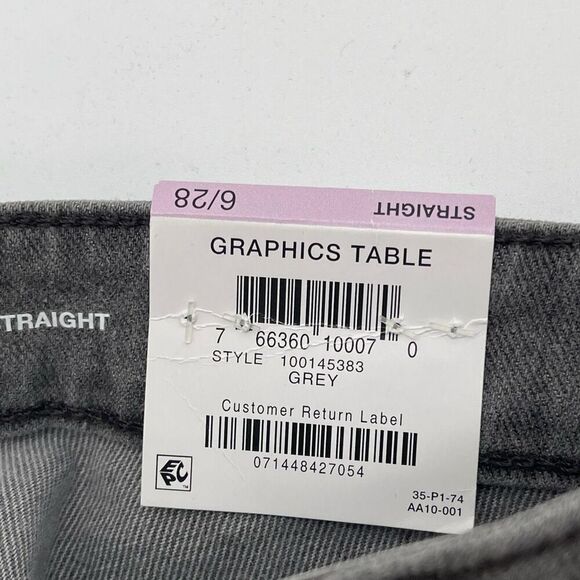 6/28 STRAIGHT
GRAPHICS TABLE
7 66360 10007 0
STYLE 100145383
GREY
Customer Return Label
071448427054
EPC
35-P1-74
AA10-001
TRAIGHT